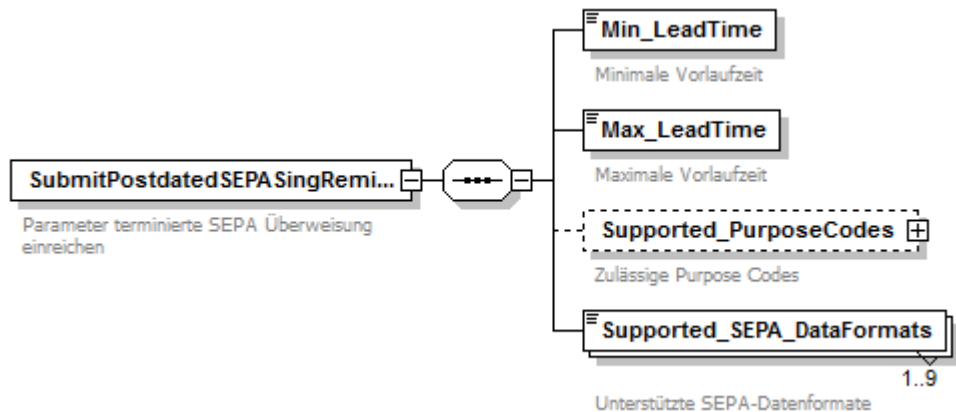 Min_LeadTime
Minimale Vorlaufzeit
Max_LeadTime
Maximale Vorlaufzeit
SubmitPostdatedSEPASingRemi...
Parameter terminierte SEPA Überweisung
einreichen
Supported_PurposeCodes
Zulässige Purpose Codes
Supported_SEPA_DataFormats
1..9
Unterstützte SEPA-Datenformate